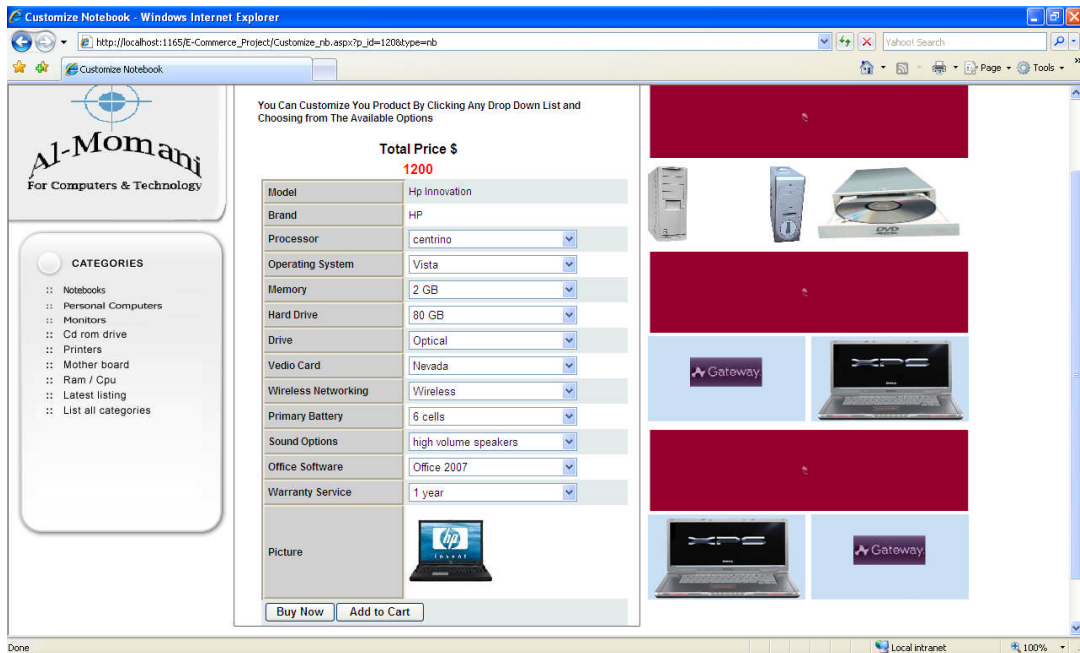 Customize Notebook - Windows Internet Explorer
http://localhost:1165/E-Commerce_Project/Customize_nb.aspx?p_id=120&type=nb
Yahoo! Search
Customize Notebook
Page
Tools
Al-Momani
For Computers & Technology
CATEGORIES
:: Notebooks
:: Personal Computers
:: Monitors
:: Cd rom drive
:: Printers
:: Mother board
:: Ram / Cpu
:: Latest listing
:: List all categories
You Can Customize You Product By Clicking Any Drop Down List and
Choosing from The Available Options
Total Price $
1200
Model Hp Innovation
Brand HP
Processor centrino
Operating System Vista
Memory 2 GB
Hard Drive 80 GB
Drive Optical
Vedio Card Nevada
Wireless Networking Wireless
Primary Battery 6 cells
Sound Options high volume speakers
Office Software Office 2007
Warranty Service 1 year
Picture
hp
invent
Buy Now Add to Cart
DVD
Gateway
XPS
DELL
XPS
Gateway
Done
Local intranet
100%